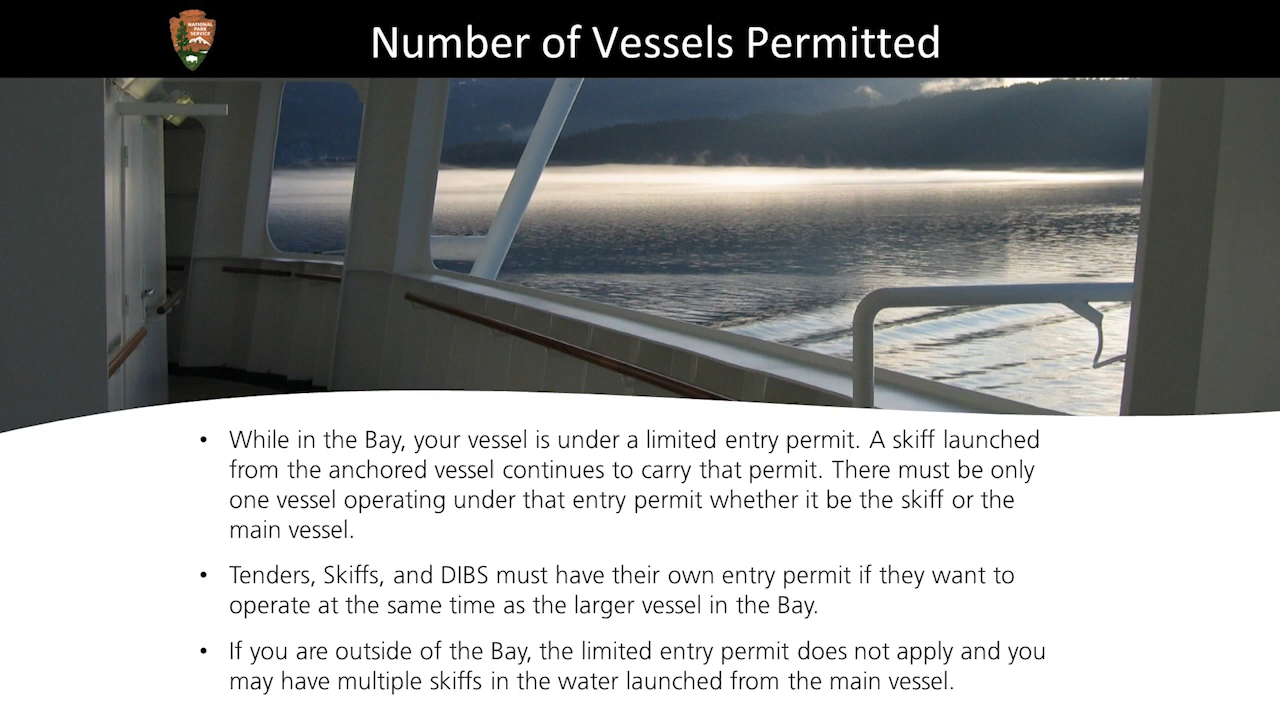 NATIONAL
PARK
SERVICE
Number of Vessels Permitted
• While in the Bay, your vessel is under a limited entry permit. A skiff launched
from the anchored vessel continues to carry that permit. There must be only
one vessel operating under that entry permit whether it be the skiff or the
main vessel.
• Tenders, Skiffs, and DIBS must have their own entry permit if they want to
operate at the same time as the larger vessel in the Bay.
• If you are outside of the Bay, the limited entry permit does not apply and you
may have multiple skiffs in the water launched from the main vessel.